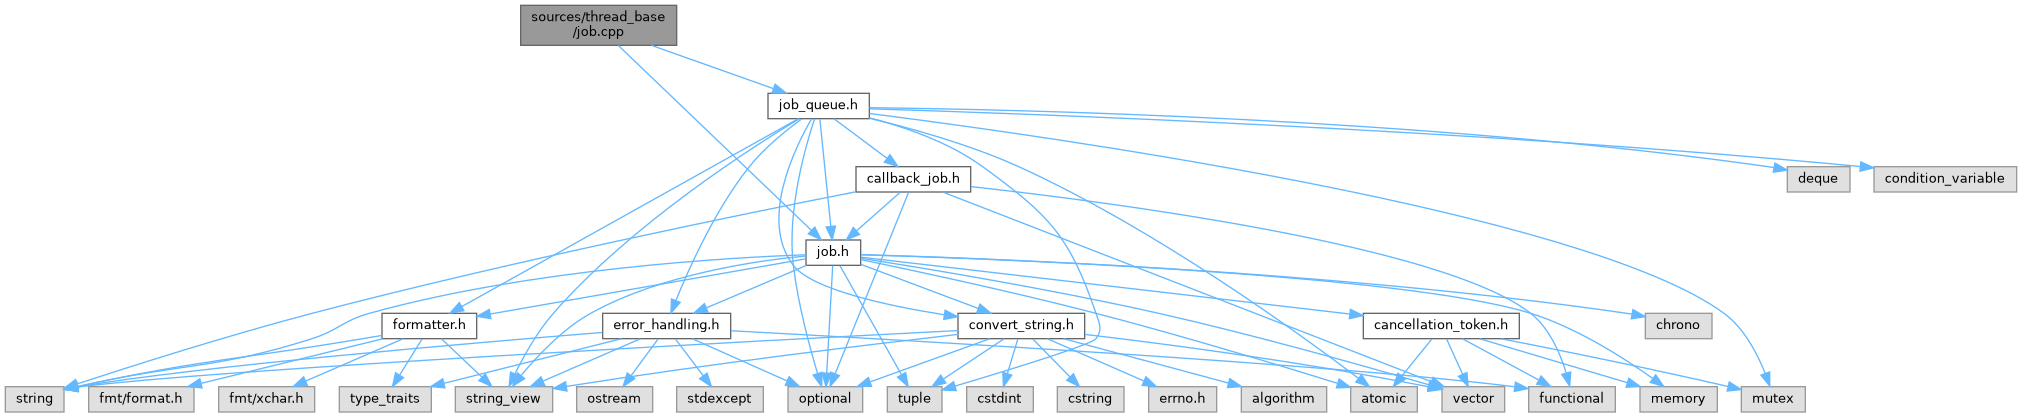 sources/thread_base
/job.cpp
job_queue.h
callback_job.h
deque
condition_variable
job.h
formatter.h
error_handling.h
convert_string.h
cancellation_token.h
chrono
string
fmt/format.h
fmt/xchar.h
type_traits
string_view
ostream
stdexcept
optional
tuple
cstdint
cstring
errno.h
algorithm
atomic
vector
functional
memory
mutex